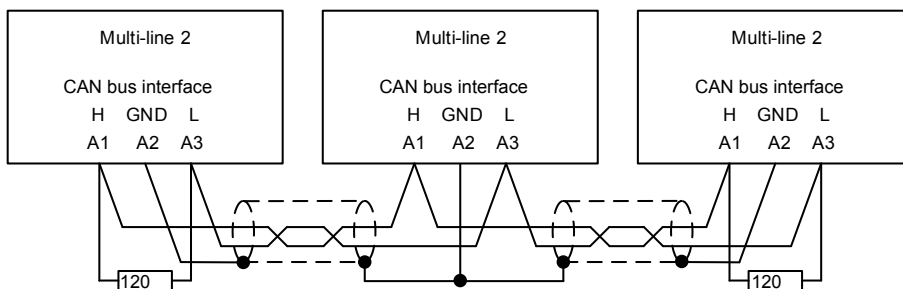 Multi-line 2 Multi-line 2 Multi-line 2
CAN bus interface CAN bus interface CAN bus interface
H GND L H GND L H GND L
A1 A2 A3 A1 A2 A3 A1 A2 A3
120 120